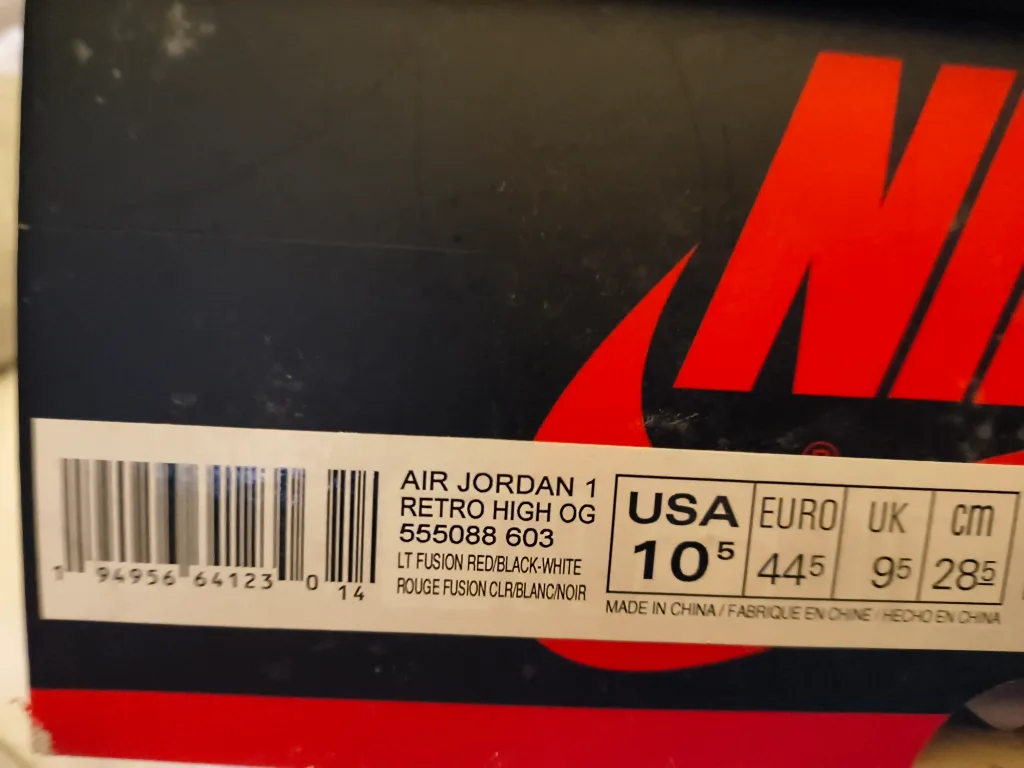 NI
®
AIR JORDAN 1
RETRO HIGH OG
555088 603
LT FUSION RED/BLACK-WHITE
ROUGE FUSION CLR/BLANC/NOIR
1 94956 64123 0 14
USA EURO UK cm
10⁵ 44⁵ 9⁵ 28⁵
MADE IN CHINA / FABRIQUE EN CHINE / HECHO EN CHINA